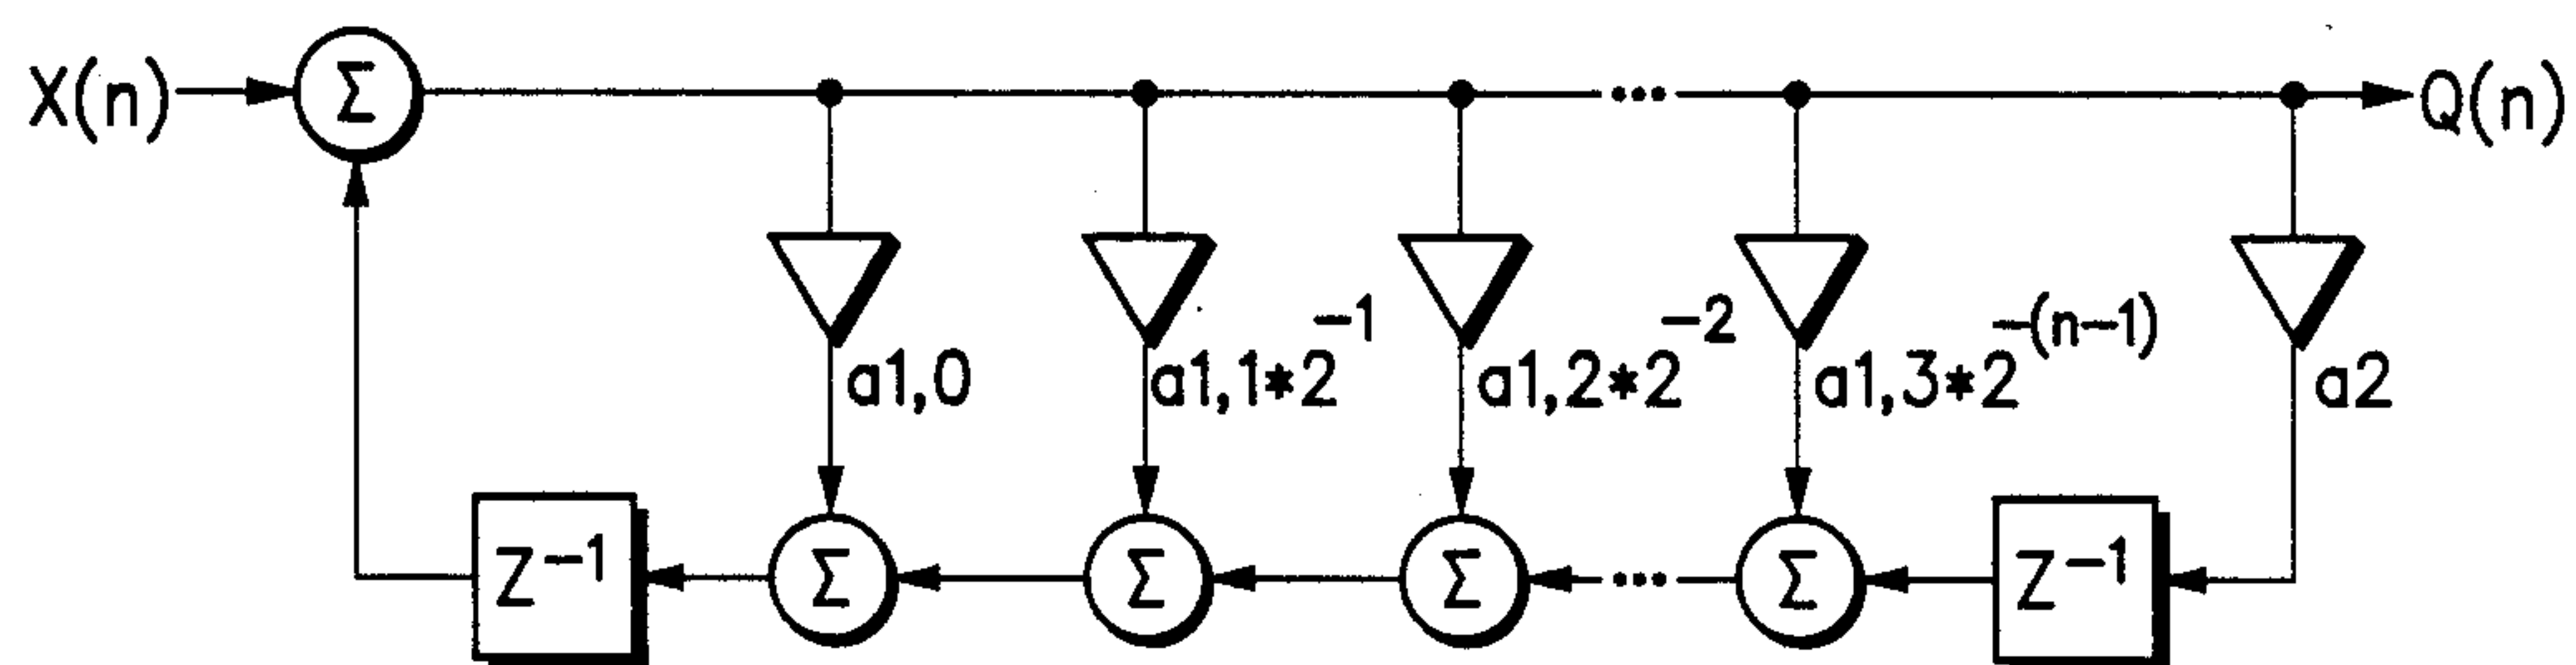 X(n)
Σ
...
Q(n)
a1,0
a1,1*2^-1
a1,2*2^-2
a1,3*2^-(n-1)
a2
Z^-1
Σ
Σ
Σ
...
Σ
Z^-1